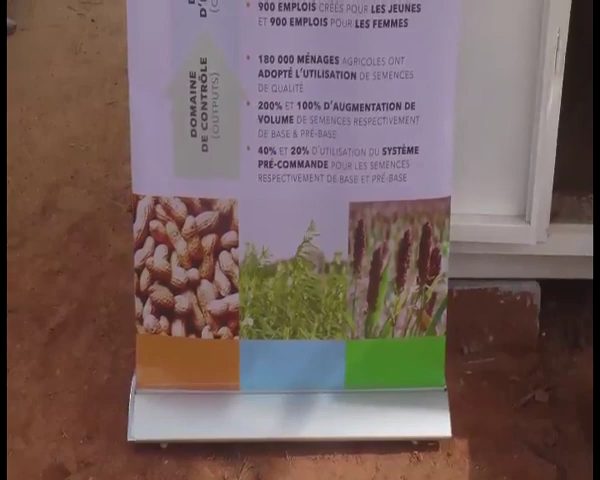 • 900 EMPLOIS CRÉÉS POUR LES JEUNES
ET 900 EMPLOIS POUR LES FEMMES
DOMAINE
DE CONTRÔLE
(OUTPUTS)
• 180 000 MÉNAGES AGRICOLES ONT
ADOPTÉ L'UTILISATION DE SEMENCES
DE QUALITÉ
• 200% ET 100% D'AUGMENTATION DE
VOLUME DE SEMENCES RESPECTIVEMENT
DE BASE & PRÉ-BASE
• 40% ET 20% D'UTILISATION DU SYSTÈME
PRÉ-COMMANDE POUR LES SEMENCES
RESPECTIVEMENT DE BASE ET PRÉ-BASE